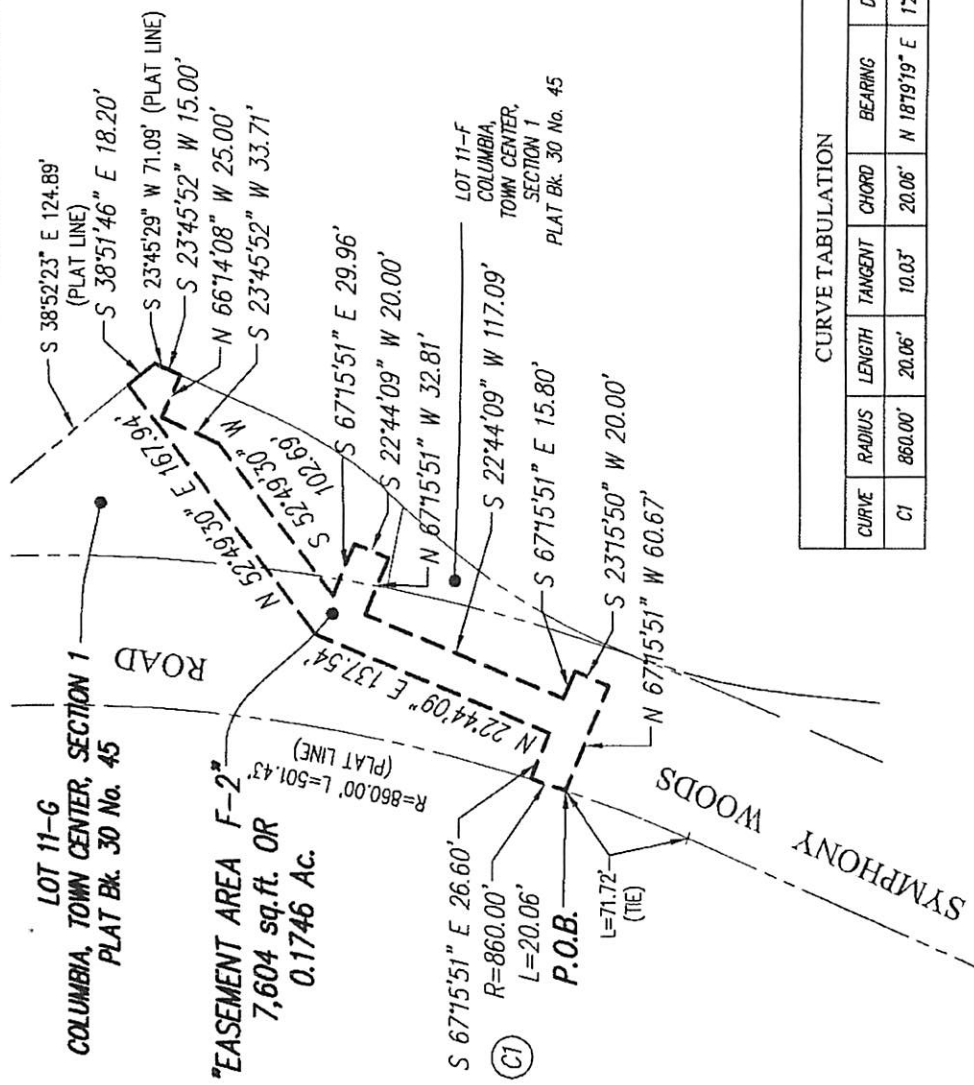 LOT 11-G
COLUMBIA, TOWN CENTER, SECTION 1
PLAT Bk. 30 No. 45
"EASEMENT AREA F-2"
7,604 sq.ft. OR
0.1746 Ac.
ROAD
S 38°52'23" E 124.89'
(PLAT LINE)
S 38°51'46" E 18.20'
S 23°45'29" W 71.09' (PLAT LINE)
S 23°45'52" W 15.00'
N 66°14'08" W 25.00'
S 23°45'52" W 33.71'
N 52°49'30" E 167.94'
S 52°49'30" W
102.69'
S 67°15'51" E 29.96'
S 22°44'09" W 20.00'
N 67°15'51" W 32.81'
LOT 11-F
COLUMBIA,
TOWN CENTER,
SECTION 1
PLAT Bk. 30 No. 45
S 22°44'09" W 117.09'
N 22°44'09" E 137.54'
R=860.00' L=501.43'
(PLAT LINE)
S 67°15'51" E 15.80'
S 23°15'50" W 20.00'
N 67°15'51" W 60.67'
S 67°15'51" E 26.60'
R=860.00'
L=20.06'
C1
P.O.B.
L=71.72'
(TIE)
SYMPHONY WOODS
CURVE TABULATION
CURVE RADIUS LENGTH TANGENT CHORD BEARING
C1 860.00' 20.06' 10.03' 20.06' N 18°19'19" E